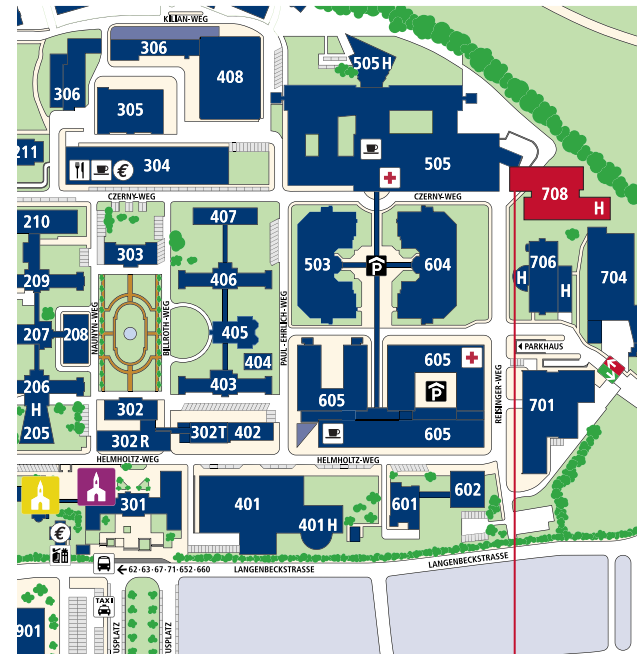 KILIAN-WEG
306
408
505 H
306
305
211
304
€
505
CZERNY-WEG
CZERNY-WEG
708
H
210
407
303
503
604
706
704
209
406
P
H
H
NAUNYN-WEG
BILLROTH-WEG
PAUL-EHRLICH-WEG
207
208
405
404
PARKHAUS
206
403
605
605
P
REISINGER-WEG
701
H
205
302
302 R
302T
402
605
HELMHOLTZ-WEG
HELMHOLTZ-WEG
301
401
401 H
601
602
€
62·63·67·71·652·660
LANGENBECKSTRASSE
LANGENBECKSTRASSE
TAXI
901
USPLATZ
USPLATZ